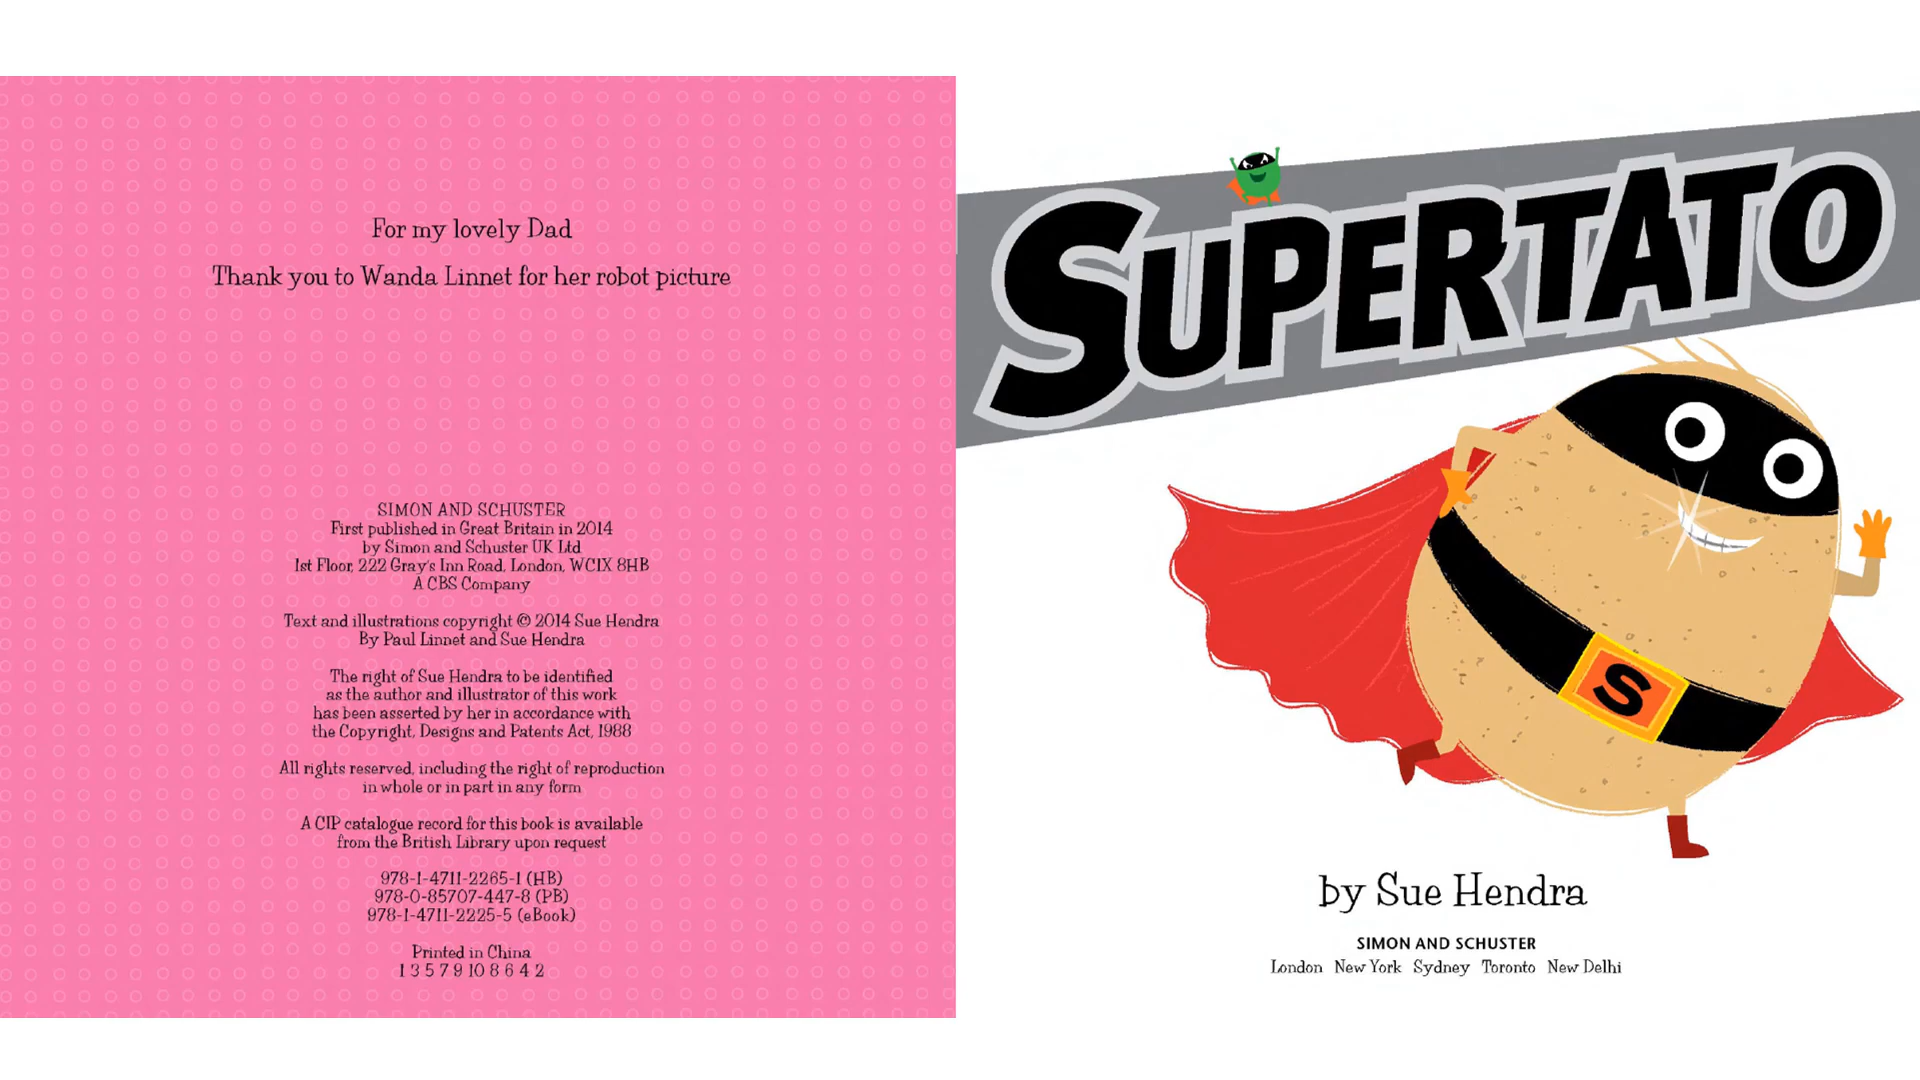 For my lovely Dad
Thank you to Wanda Linnet for her robot picture
SIMON AND SCHUSTER
First published in Great Britain in 2014
by Simon and Schuster UK Ltd
1st Floor, 222 Gray's Inn Road, London, WC1X 8HB
A CBS Company
Text and illustrations copyright © 2014 Sue Hendra
By Paul Linnet and Sue Hendra
The right of Sue Hendra to be identified
as the author and illustrator of this work
has been asserted by her in accordance with
the Copyright, Designs and Patents Act, 1988
All rights reserved, including the right of reproduction
in whole or in part in any form
A CIP catalogue record for this book is available
from the British Library upon request
978-1-4711-2265-1 (HB)
978-0-85707-447-8 (PB)
978-1-4711-2225-5 (eBook)
Printed in China
1 3 5 7 9 10 8 6 4 2
SUPERTATO
S
by Sue Hendra
SIMON AND SCHUSTER
London New York Sydney Toronto New Delhi